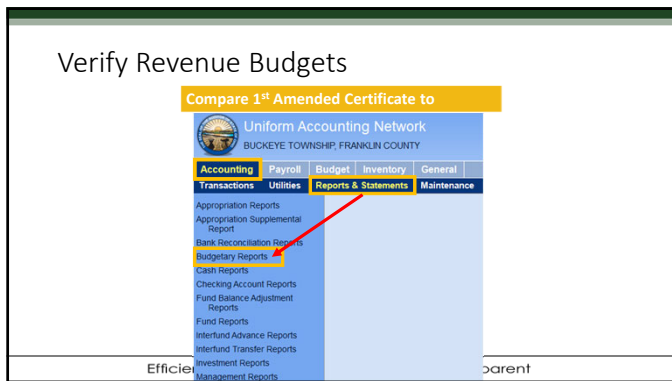 Verify Revenue Budgets
Compare 1st Amended Certificate to
Uniform Accounting Network
BUCKEYE TOWNSHIP, FRANKLIN COUNTY
Accounting Payroll Budget Inventory General
Transactions Utilities Reports & Statements Maintenance
Appropriation Reports
Appropriation Supplemental
Report
Bank Reconciliation Reports
Budgetary Reports
Cash Reports
Checking Account Reports
Fund Balance Adjustment
Reports
Fund Reports
Interfund Advance Reports
Interfund Transfer Reports
Investment Reports
Management Reports